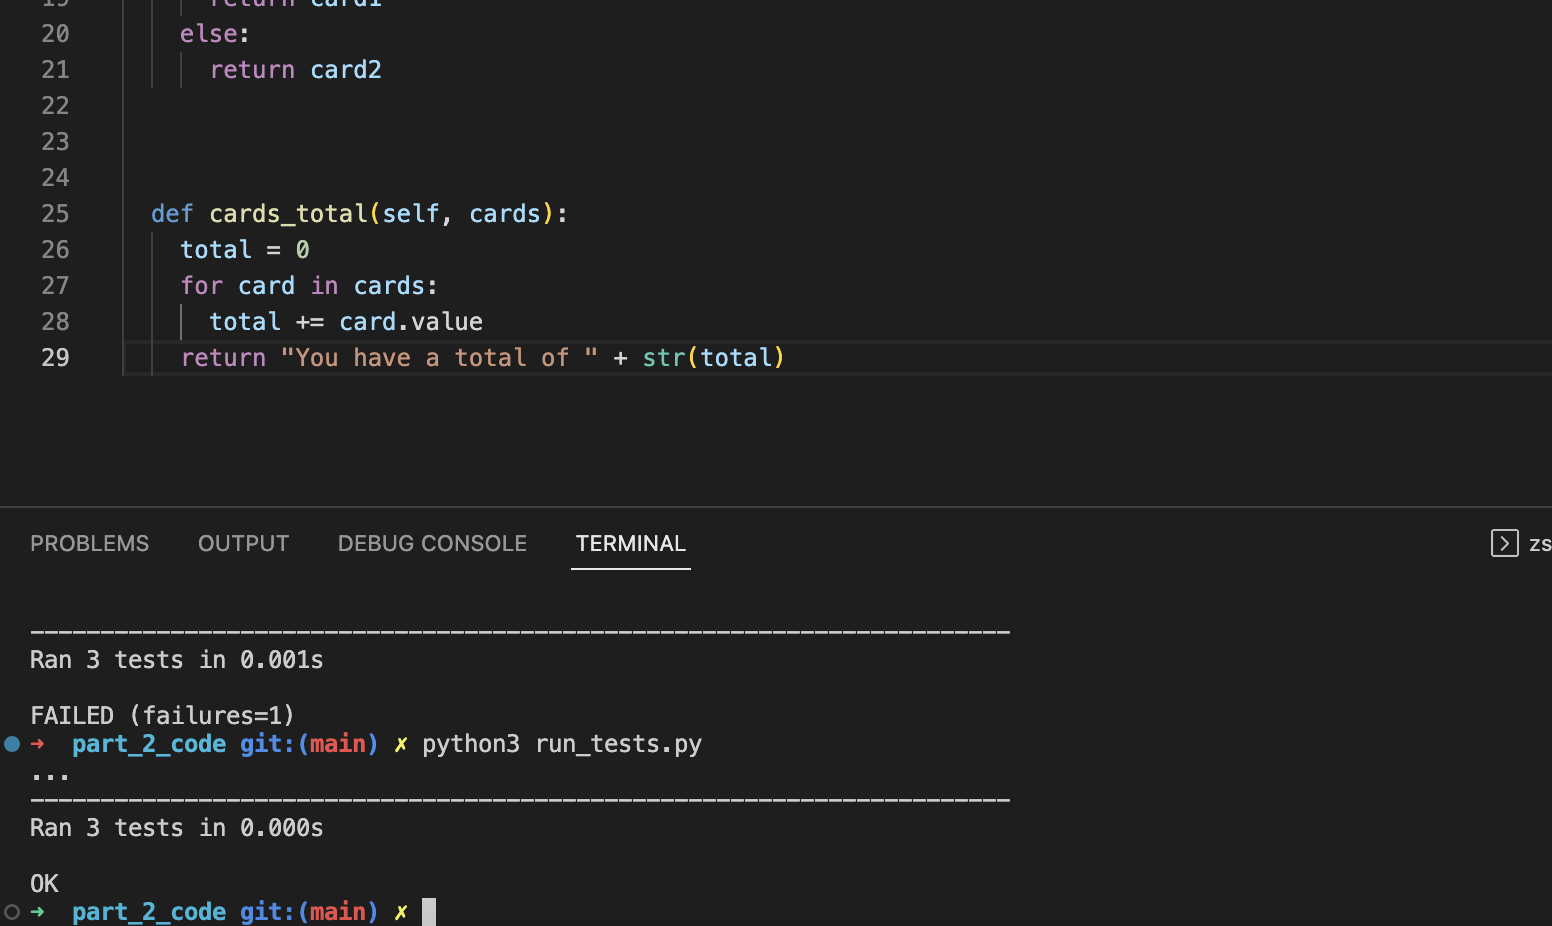 19 return card1
20 else:
21 return card2
22
23
24
25 def cards_total(self, cards):
26 total = 0
27 for card in cards:
28 total += card.value
29 return "You have a total of " + str(total)
PROBLEMS OUTPUT DEBUG CONSOLE TERMINAL zs
----------------------------------------------------------------------
Ran 3 tests in 0.001s
FAILED (failures=1)
➜ part_2_code git:(main) ✗ python3 run_tests.py
...
----------------------------------------------------------------------
Ran 3 tests in 0.000s
OK
➜ part_2_code git:(main) ✗